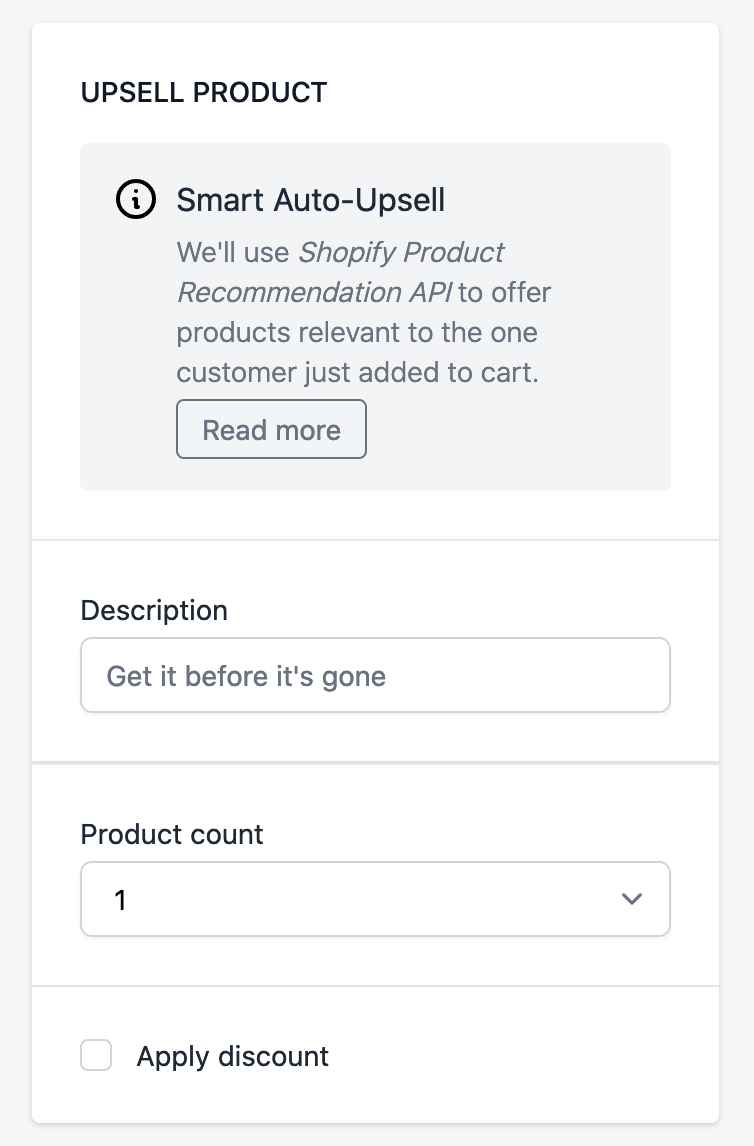 UPSELL PRODUCT
Smart Auto-Upsell
We'll use Shopify Product
Recommendation API to offer
products relevant to the one
customer just added to cart.
Read more
Description
Get it before it's gone
Product count
1
Apply discount